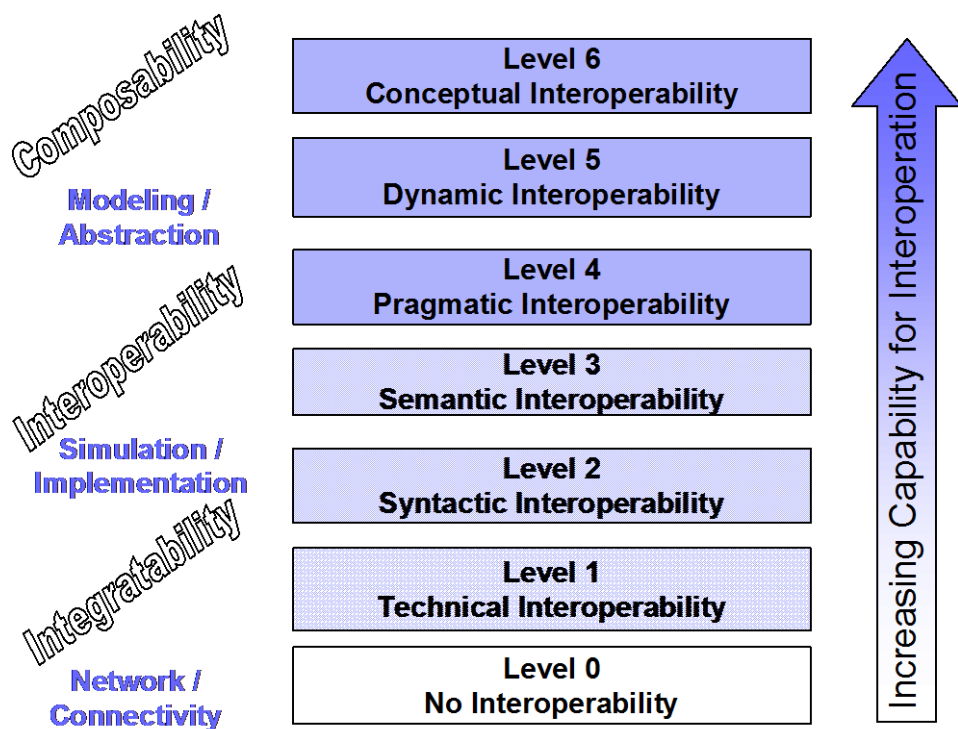 Composability
Modeling /
Abstraction
Interoperability
Simulation /
Implementation
Integratability
Network /
Connectivity
Level 6
Conceptual Interoperability
Level 5
Dynamic Interoperability
Level 4
Pragmatic Interoperability
Level 3
Semantic Interoperability
Level 2
Syntactic Interoperability
Level 1
Technical Interoperability
Level 0
No Interoperability
Increasing Capability for Interoperation